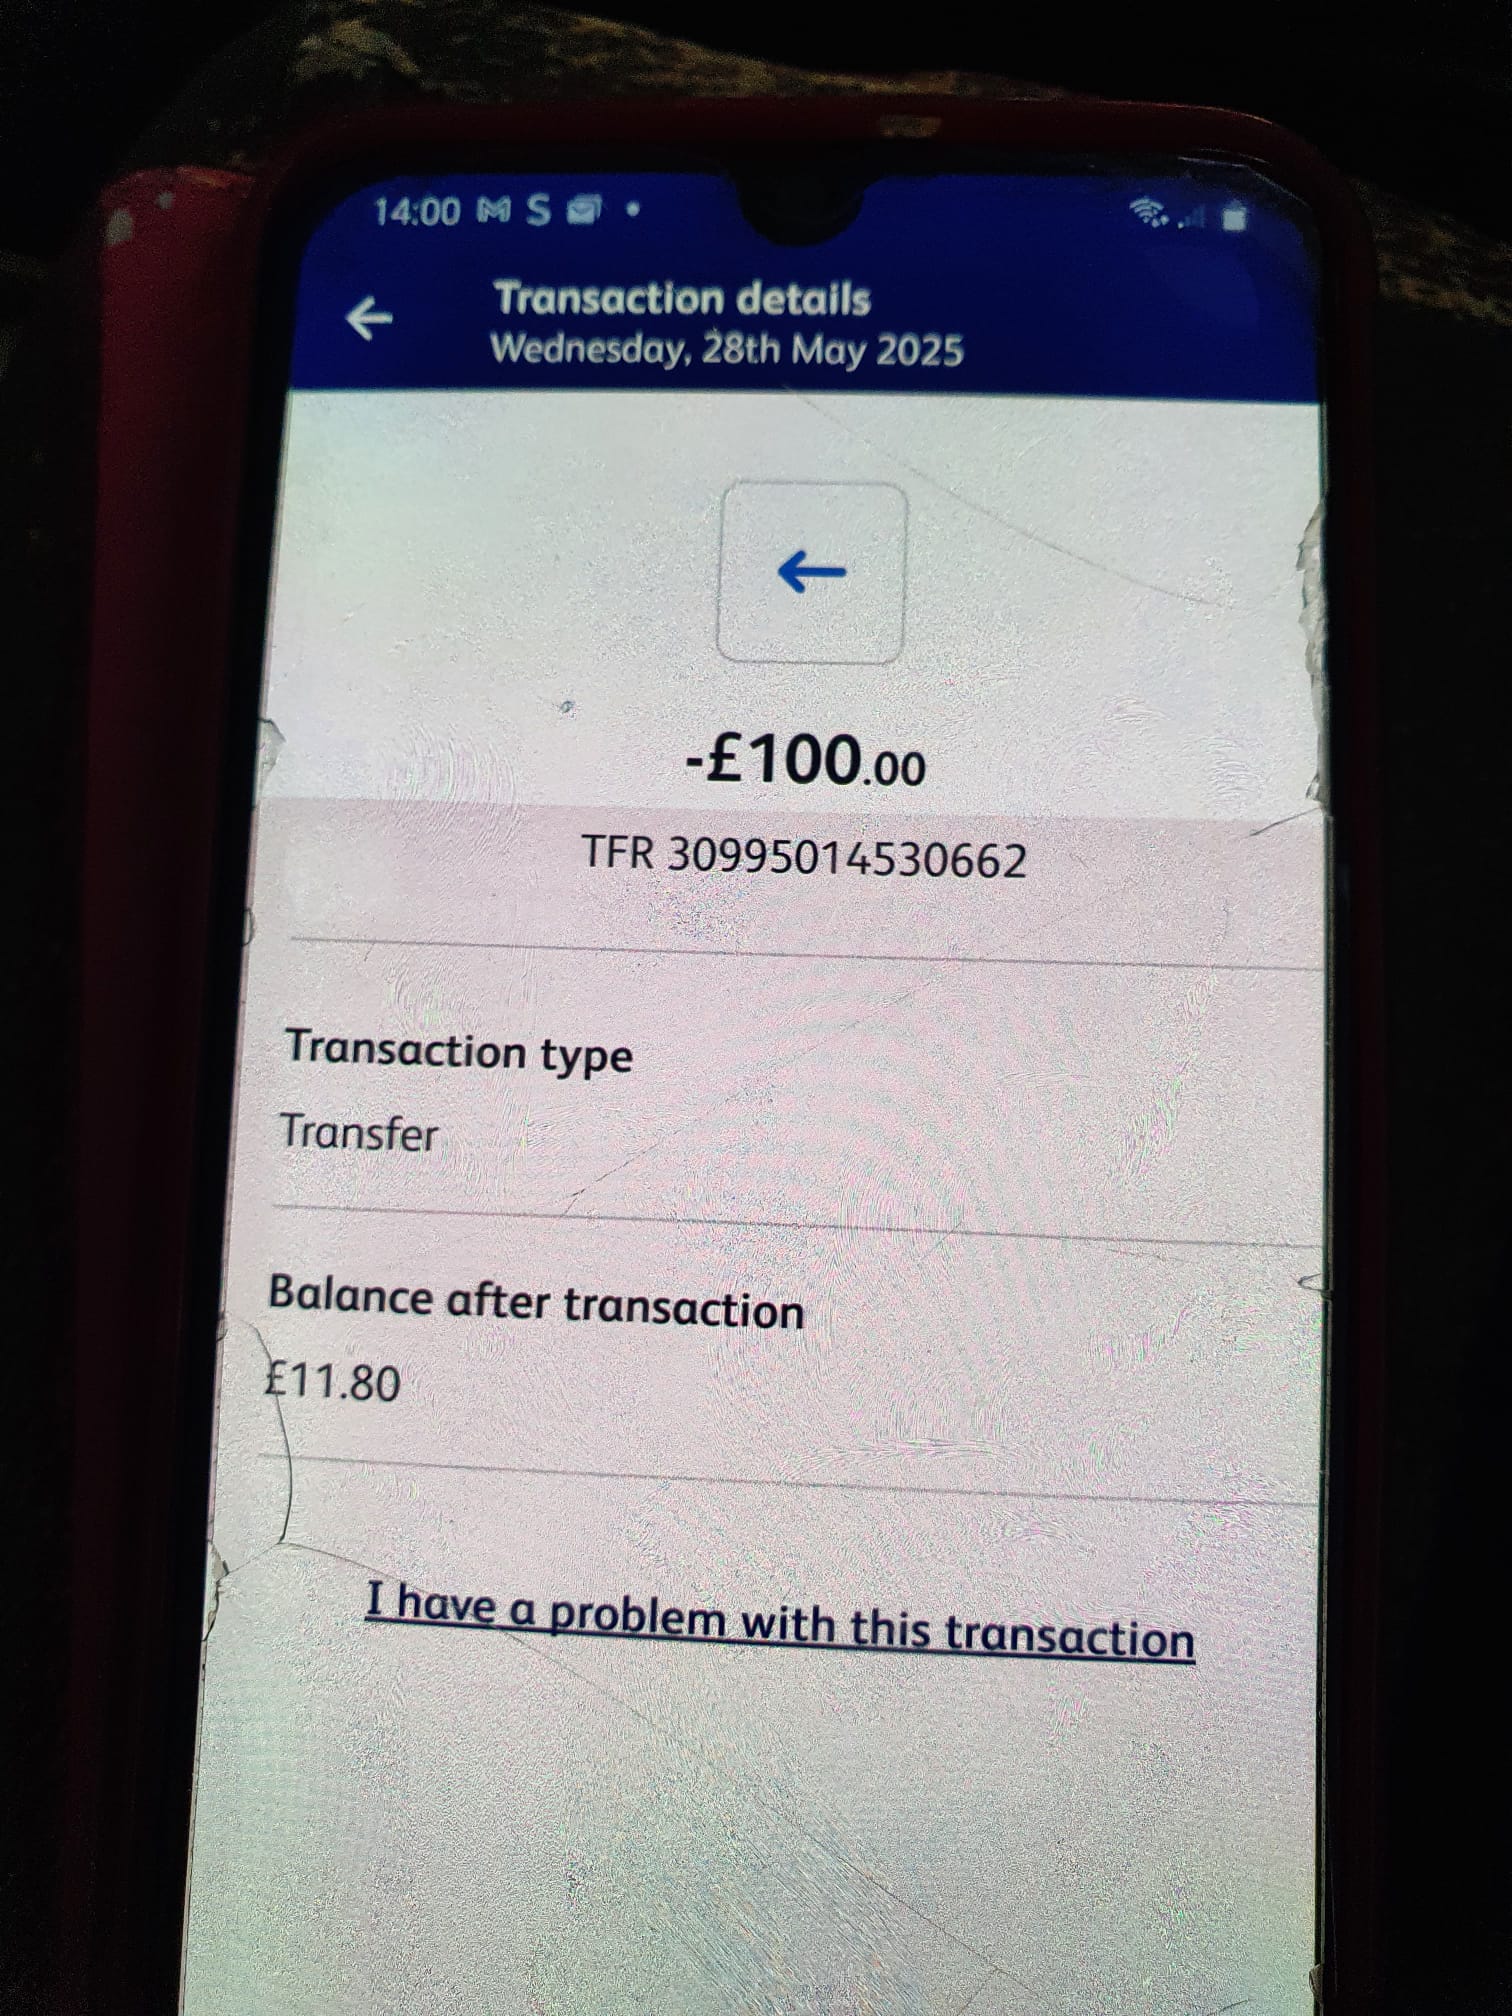 14:00 M S
Transaction details
Wednesday, 28th May 2025
-£100.00
TFR 30995014530662
Transaction type
Transfer
Balance after transaction
£11.80
I have a problem with this transaction